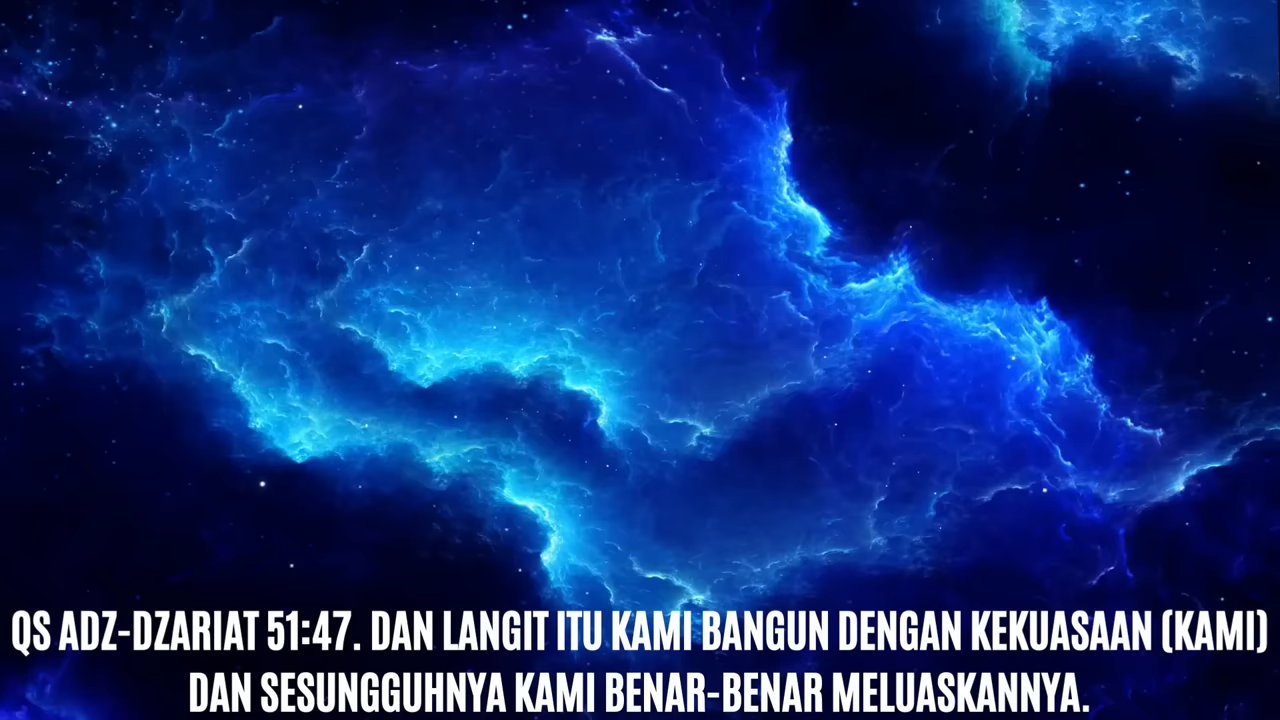 QS ADZ-DZARIAT 51:47. DAN LANGIT ITU KAMI BANGUN DENGAN KEKUASAAN (KAMI)
DAN SESUNGGUHNYA KAMI BENAR-BENAR MELUASKANNYA.